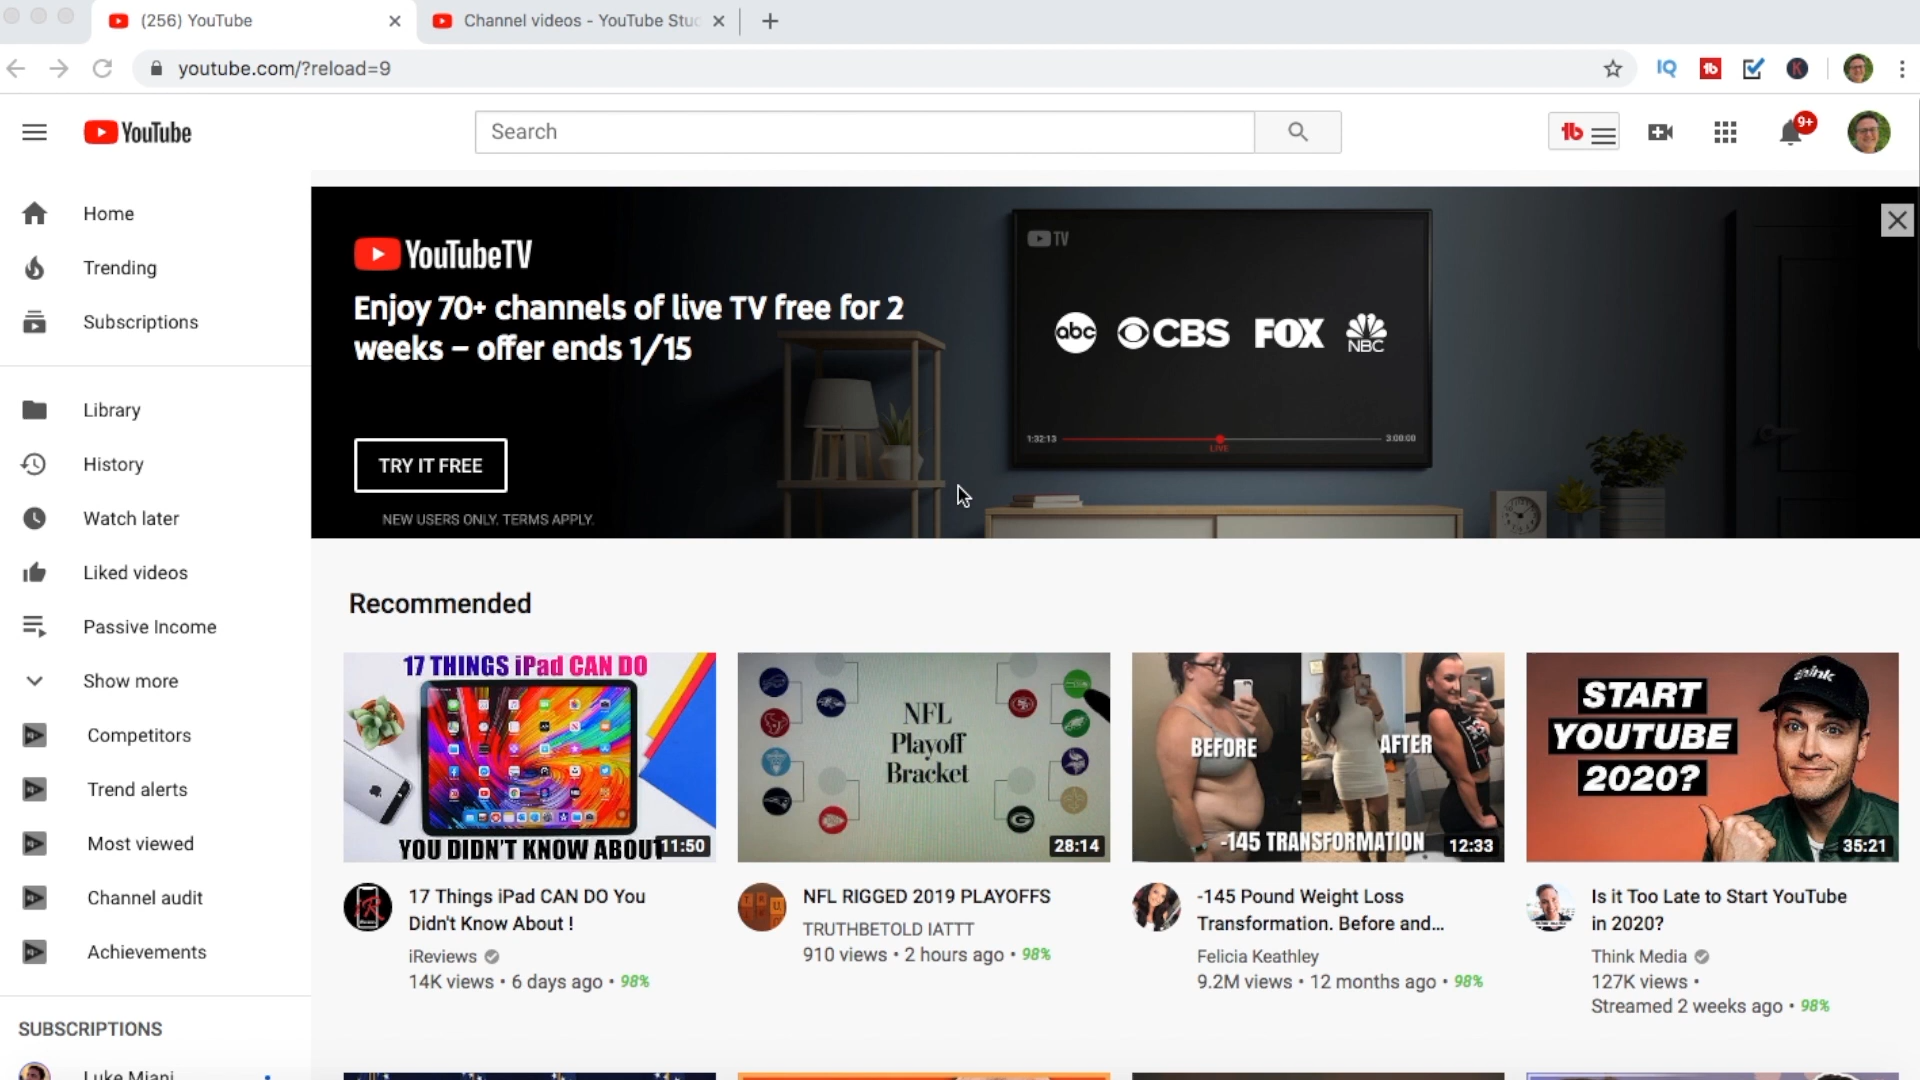 (256) YouTube
Channel videos - YouTube Stuc
youtube.com/?reload=9
IQ
tb
K
YouTube
Search
tb
9+
Home
Trending
Subscriptions
Library
History
Watch later
Liked videos
Passive Income
Show more
Competitors
Trend alerts
Most viewed
Channel audit
Achievements
SUBSCRIPTIONS
Luke Miani
YouTubeTV
Enjoy 70+ channels of live TV free for 2
weeks – offer ends 1/15
TRY IT FREE
NEW USERS ONLY. TERMS APPLY.
TV
abc CBS FOX NBC
1:32:13
LIVE
3:00:00
Recommended
17 THINGS iPad CAN DO
YOU DIDN'T KNOW ABOUT
11:50
17 Things iPad CAN DO You
Didn't Know About !
iReviews
14K views • 6 days ago • 98%
NFL
Playoff
Bracket
28:14
NFL RIGGED 2019 PLAYOFFS
TRUTHBETOLD IATTT
910 views • 2 hours ago • 98%
BEFORE
AFTER
-145 TRANSFORMATION
12:33
-145 Pound Weight Loss
Transformation. Before and...
Felicia Keathley
9.2M views • 12 months ago • 98%
START
YOUTUBE
2020?
think
35:21
Is it Too Late to Start YouTube
in 2020?
Think Media
127K views •
Streamed 2 weeks ago • 98%